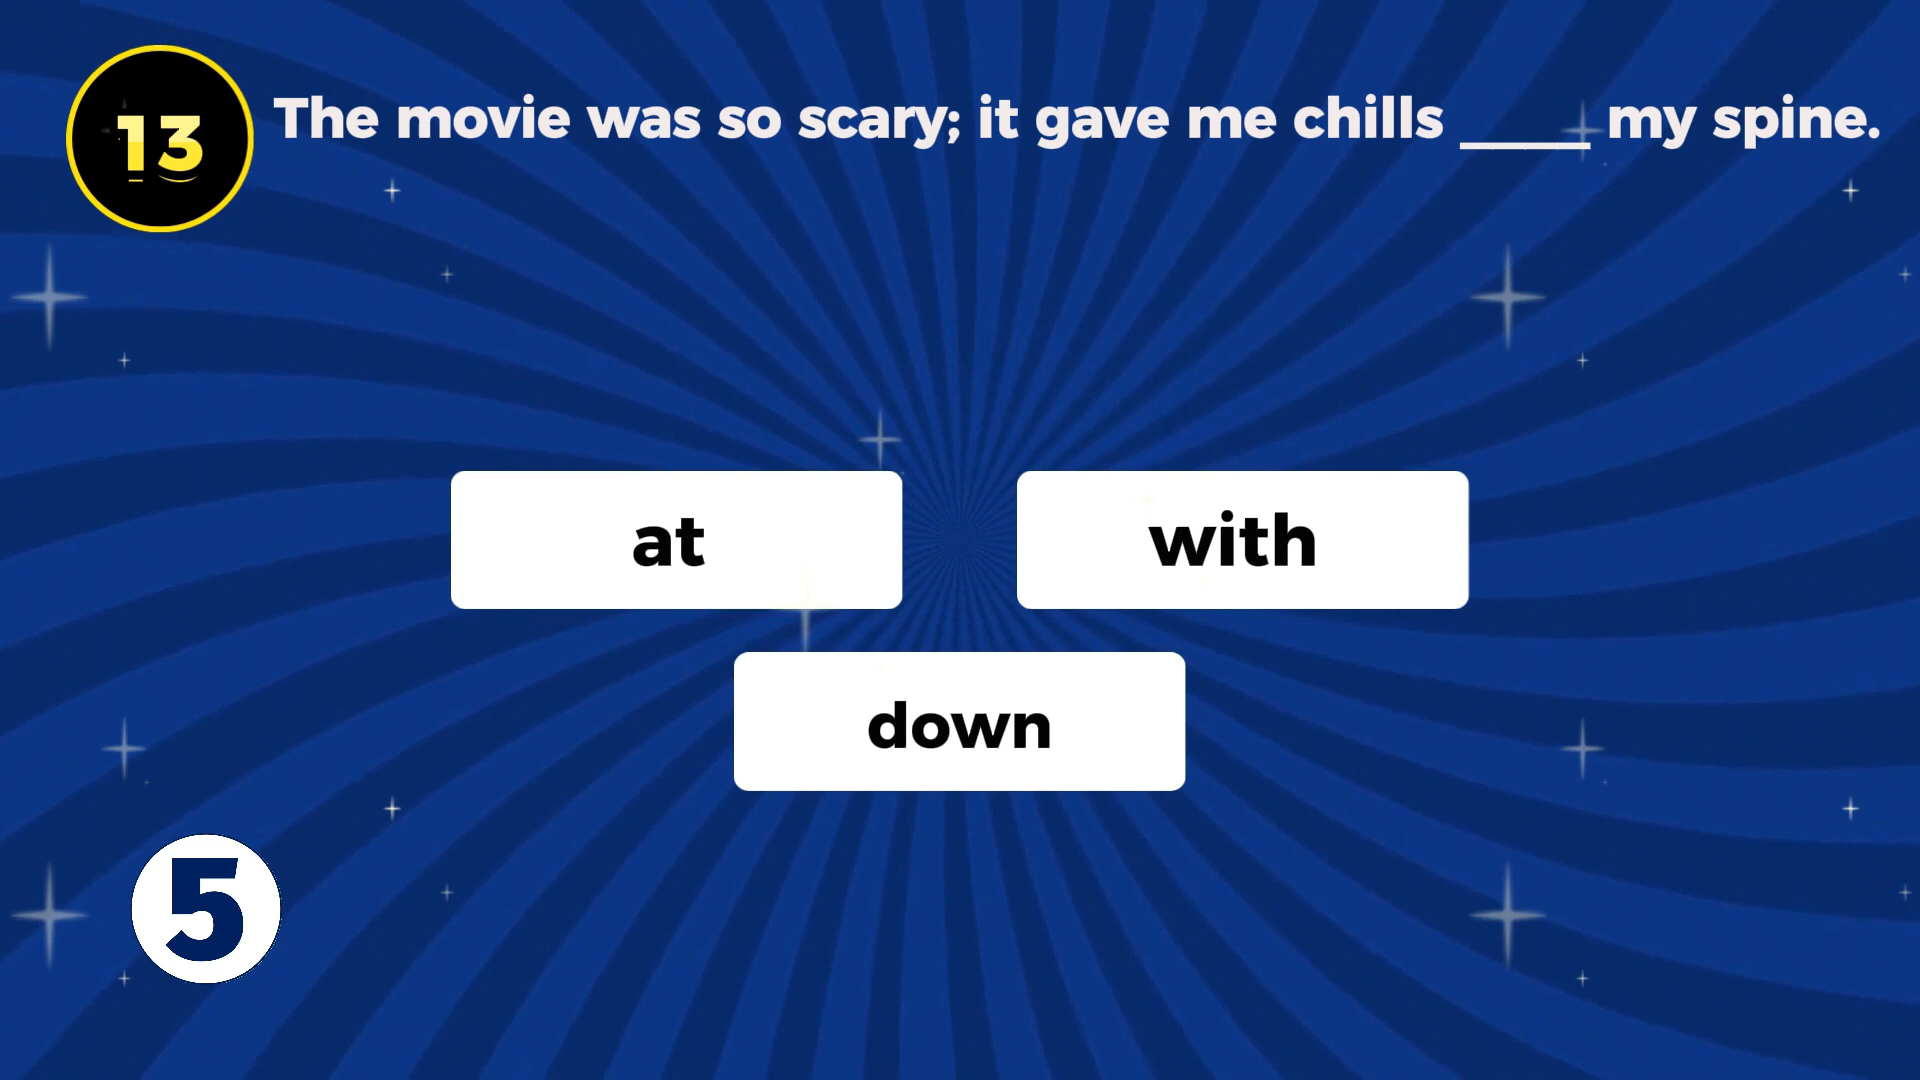 13
The movie was so scary; it gave me chills _____ my spine.
at
with
down
5